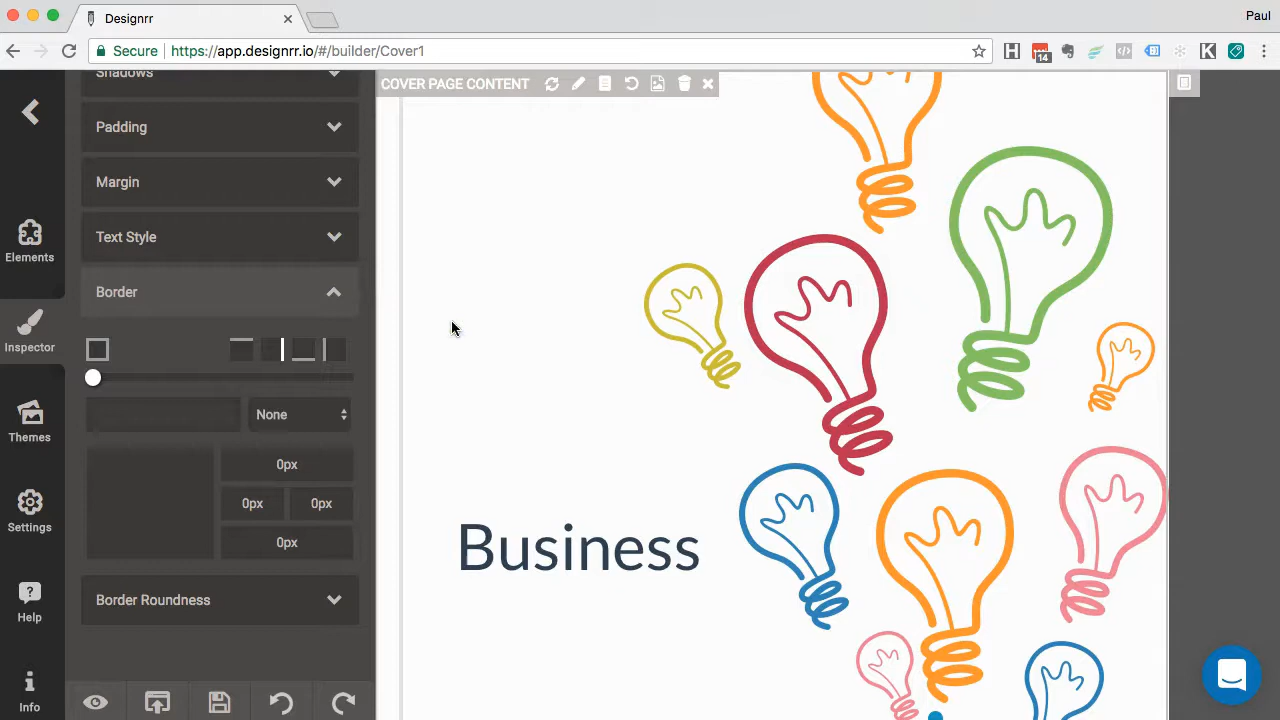 Designrr
Paul
Secure
https://app.designrr.io/#/builder/Cover1
14
Shadows
COVER PAGE CONTENT
Padding
Margin
Text Style
Border
None
0px
0px
0px
0px
Border Roundness
Elements
Inspector
Themes
Settings
Help
Info
Business